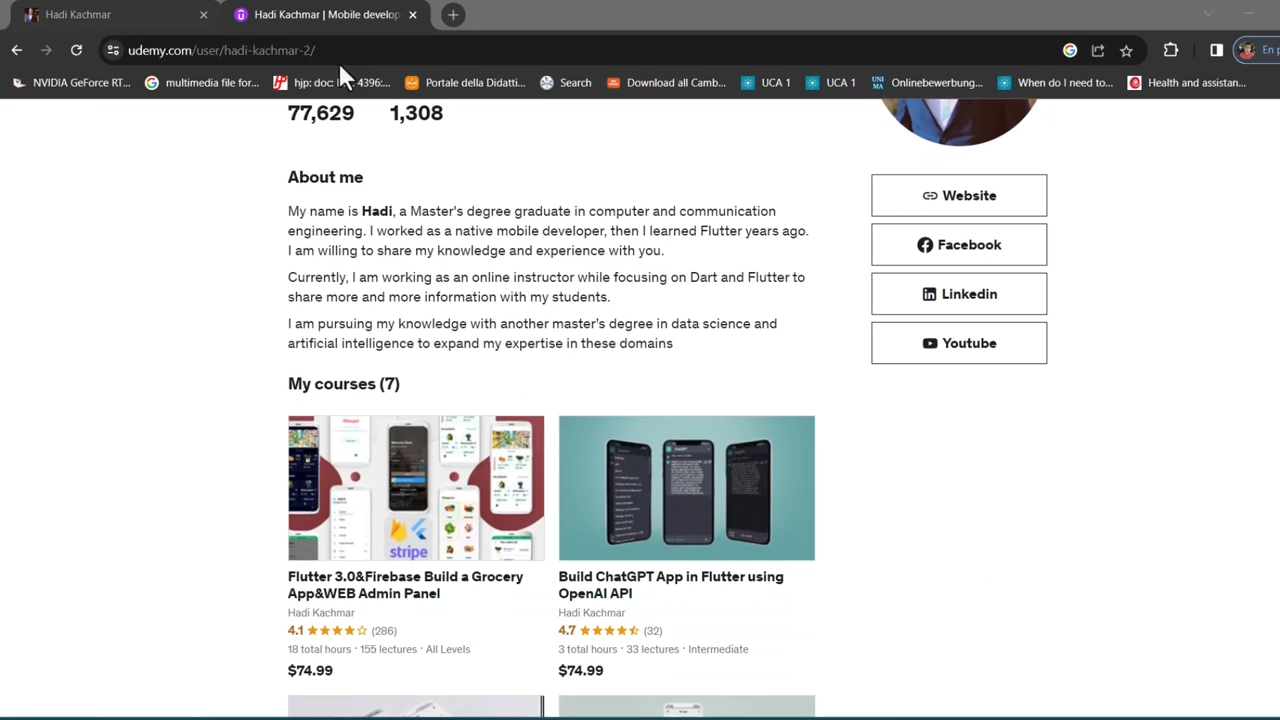 Hadi Kachmar
Hadi Kachmar | Mobile develop
udemy.com/user/hadi-kachmar-2/
En p
NVIDIA GeForce RT...
multimedia file for...
hjp: doc:
4396:...
Portale della Didatti...
Search
Download all Camb...
UCA 1
UCA 1
UNI MA
Onlinebewerbung...
When do I need to...
Health and assistan...
77,629 1,308
About me
My name is Hadi, a Master's degree graduate in computer and communication
engineering. I worked as a native mobile developer, then I learned Flutter years ago.
I am willing to share my knowledge and experience with you.
Currently, I am working as an online instructor while focusing on Dart and Flutter to
share more and more information with my students.
I am pursuing my knowledge with another master's degree in data science and
artificial intelligence to expand my expertise in these domains
Website
Facebook
Linkedin
Youtube
My courses (7)
stripe
Flutter 3.0&Firebase Build a Grocery
App&WEB Admin Panel
Hadi Kachmar
4.1 (286)
18 total hours · 155 lectures · All Levels
$74.99
Build ChatGPT App in Flutter using
OpenAI API
Hadi Kachmar
4.7 (32)
3 total hours · 33 lectures · Intermediate
$74.99